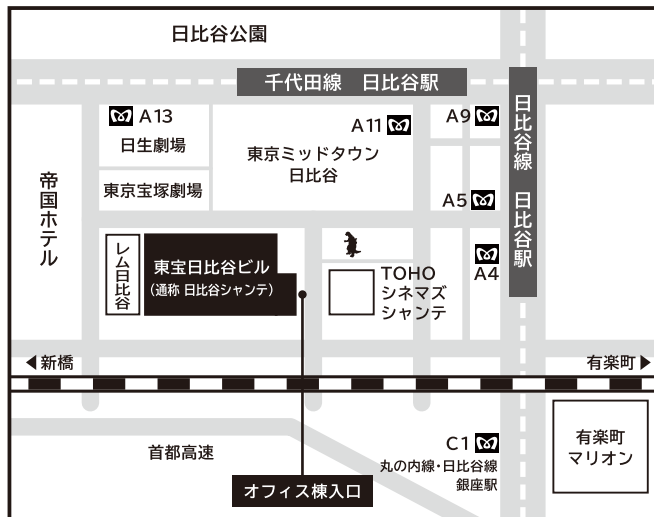 日比谷公園
千代田線 日比谷駅
A13
日生劇場
A11
東京ミッドタウン
日比谷
A9
日比谷線 日比谷駅
帝国ホテル
東京宝塚劇場
A5
レム日比谷
東宝日比谷ビル
(通称 日比谷シャンテ)
TOHO
シネマズ
シャンテ
A4
新橋
有楽町
首都高速
C1
丸の内線・日比谷線
銀座駅
有楽町
マリオン
オフィス棟入口